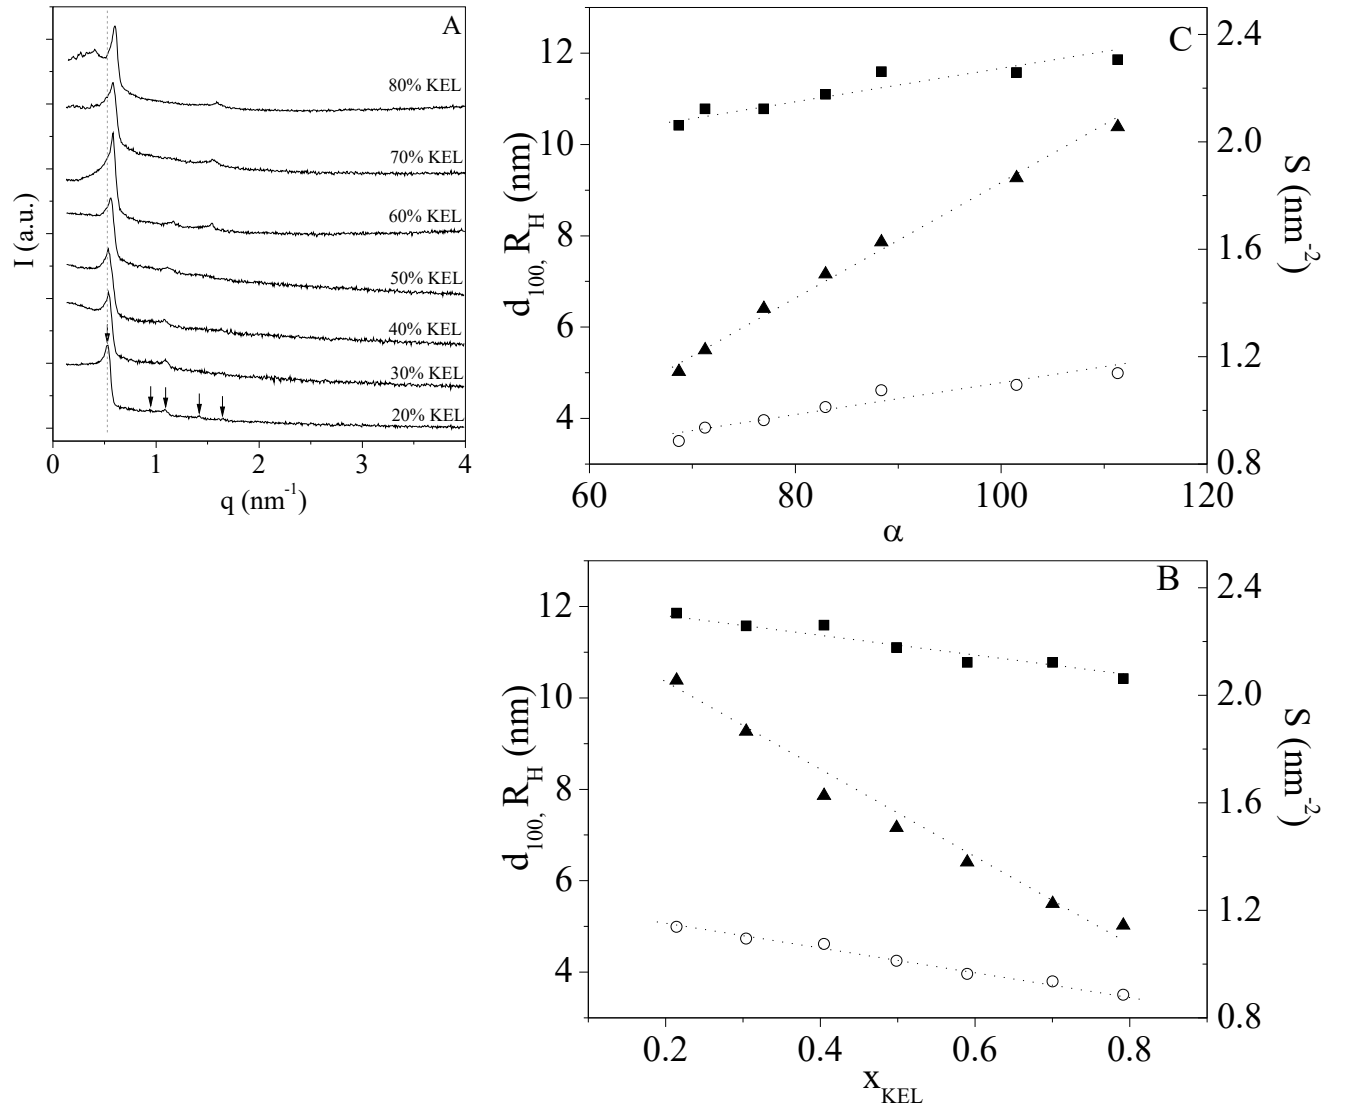 A
80% KEL
70% KEL
60% KEL
50% KEL
40% KEL
30% KEL
20% KEL
I (a.u.)
0 1 2 3 4
q (nm-1)
C
12
10
8
6
4
d100, RH (nm)
2.4
2.0
1.6
1.2
0.8
S (nm-2)
60 80 100 120
α
B
12
10
8
6
4
d100, RH (nm)
2.4
2.0
1.6
1.2
0.8
S (nm-2)
0.2 0.4 0.6 0.8
xKEL